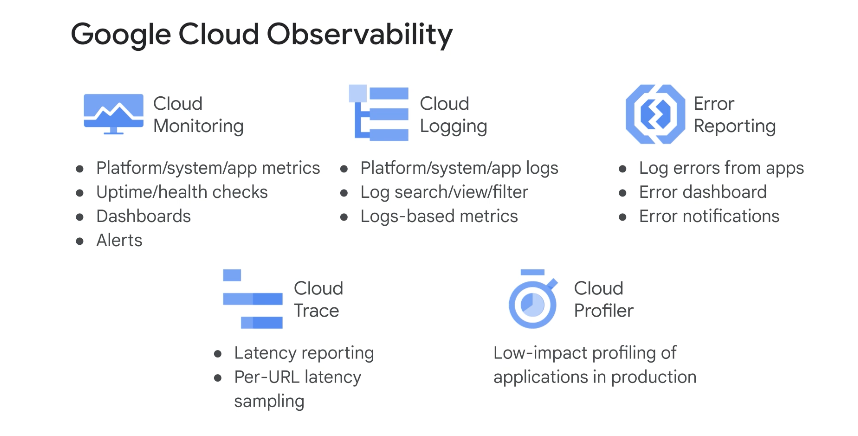 Google Cloud Observability
Cloud
Monitoring
● Platform/system/app metrics
● Uptime/health checks
● Dashboards
● Alerts
Cloud
Logging
● Platform/system/app logs
● Log search/view/filter
● Logs-based metrics
Error
Reporting
● Log errors from apps
● Error dashboard
● Error notifications
Cloud
Trace
● Latency reporting
● Per-URL latency
sampling
Cloud
Profiler
Low-impact profiling of
applications in production